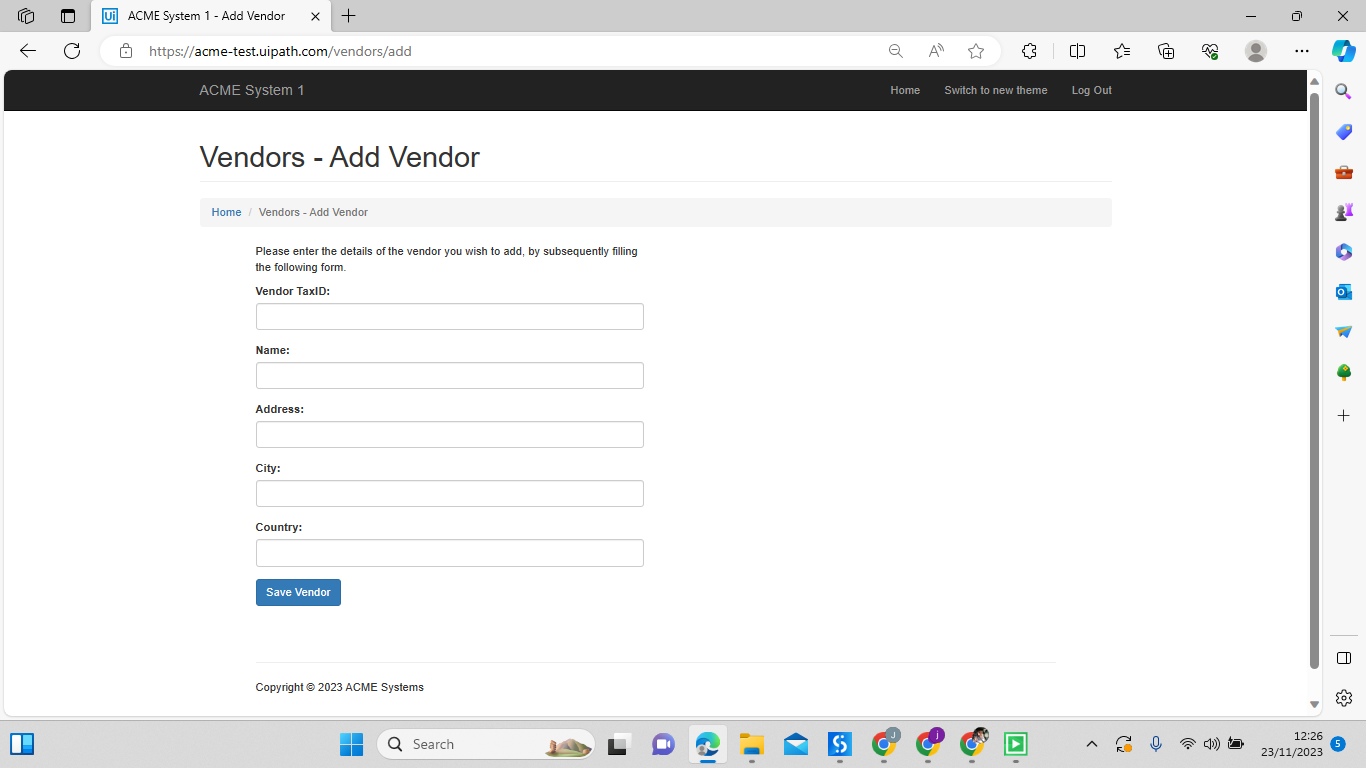 ACME System 1 - Add Vendor
https://acme-test.uipath.com/vendors/add
ACME System 1
Home
Switch to new theme
Log Out
Vendors - Add Vendor
Home / Vendors - Add Vendor
Please enter the details of the vendor you wish to add, by subsequently filling
the following form.
Vendor TaxID:
Name:
Address:
City:
Country:
Save Vendor
Copyright © 2023 ACME Systems
Search
12:26
23/11/2023
5